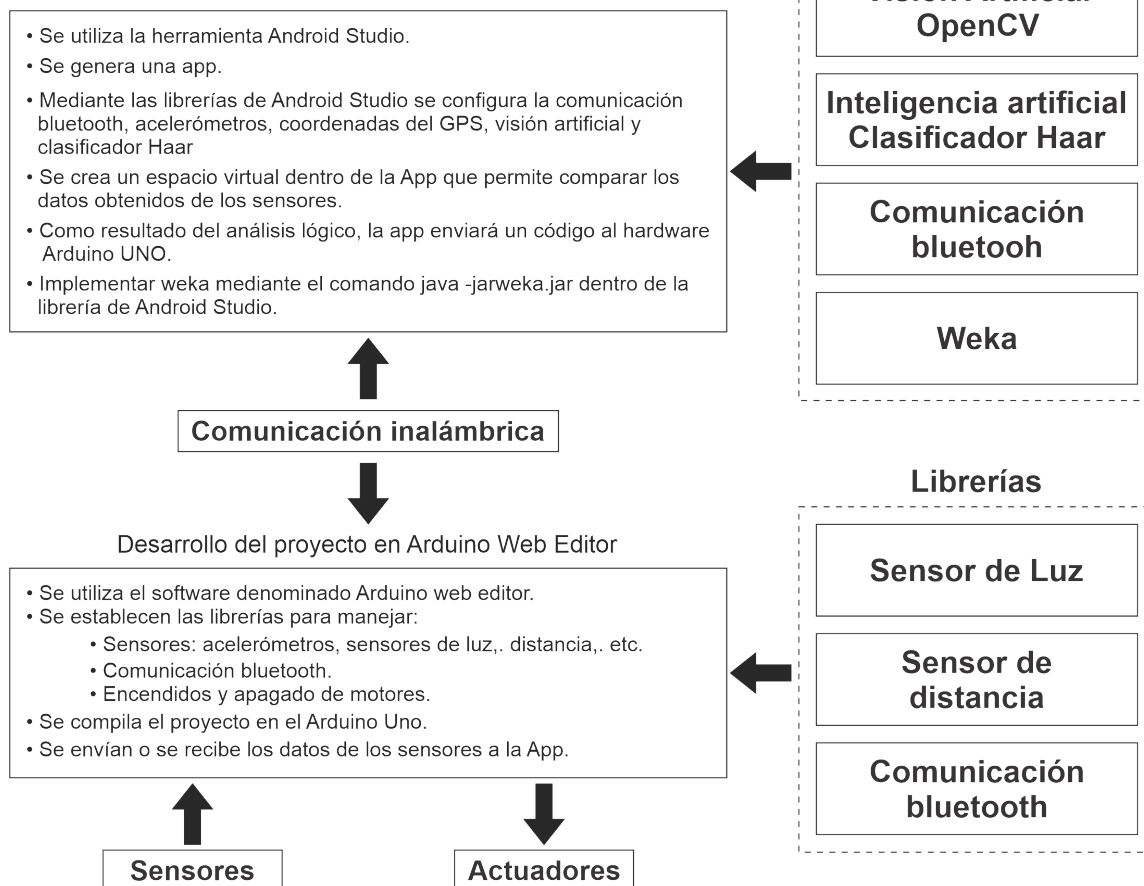 • Se utiliza la herramienta Android Studio.
• Se genera una app.
• Mediante las librerías de Android Studio se configura la comunicación
bluetooth, acelerómetros, coordenadas del GPS, visión artificial y
clasificador Haar
• Se crea un espacio virtual dentro de la App que permite comparar los
datos obtenidos de los sensores.
• Como resultado del análisis lógico, la app enviará un código al hardware
Arduino UNO.
• Implementar weka mediante el comando java -jarweka.jar dentro de la
librería de Android Studio.
Visión Artificial
OpenCV
Inteligencia artificial
Clasificador Haar
Comunicación
bluetooh
Weka
Comunicación inalámbrica
Desarrollo del proyecto en Arduino Web Editor
• Se utiliza el software denominado Arduino web editor.
• Se establecen las librerías para manejar:
• Sensores: acelerómetros, sensores de luz,. distancia,. etc.
• Comunicación bluetooth.
• Encendidos y apagado de motores.
• Se compila el proyecto en el Arduino Uno.
• Se envían o se recibe los datos de los sensores a la App.
Librerías
Sensor de Luz
Sensor de
distancia
Comunicación
bluetooth
Sensores
Actuadores